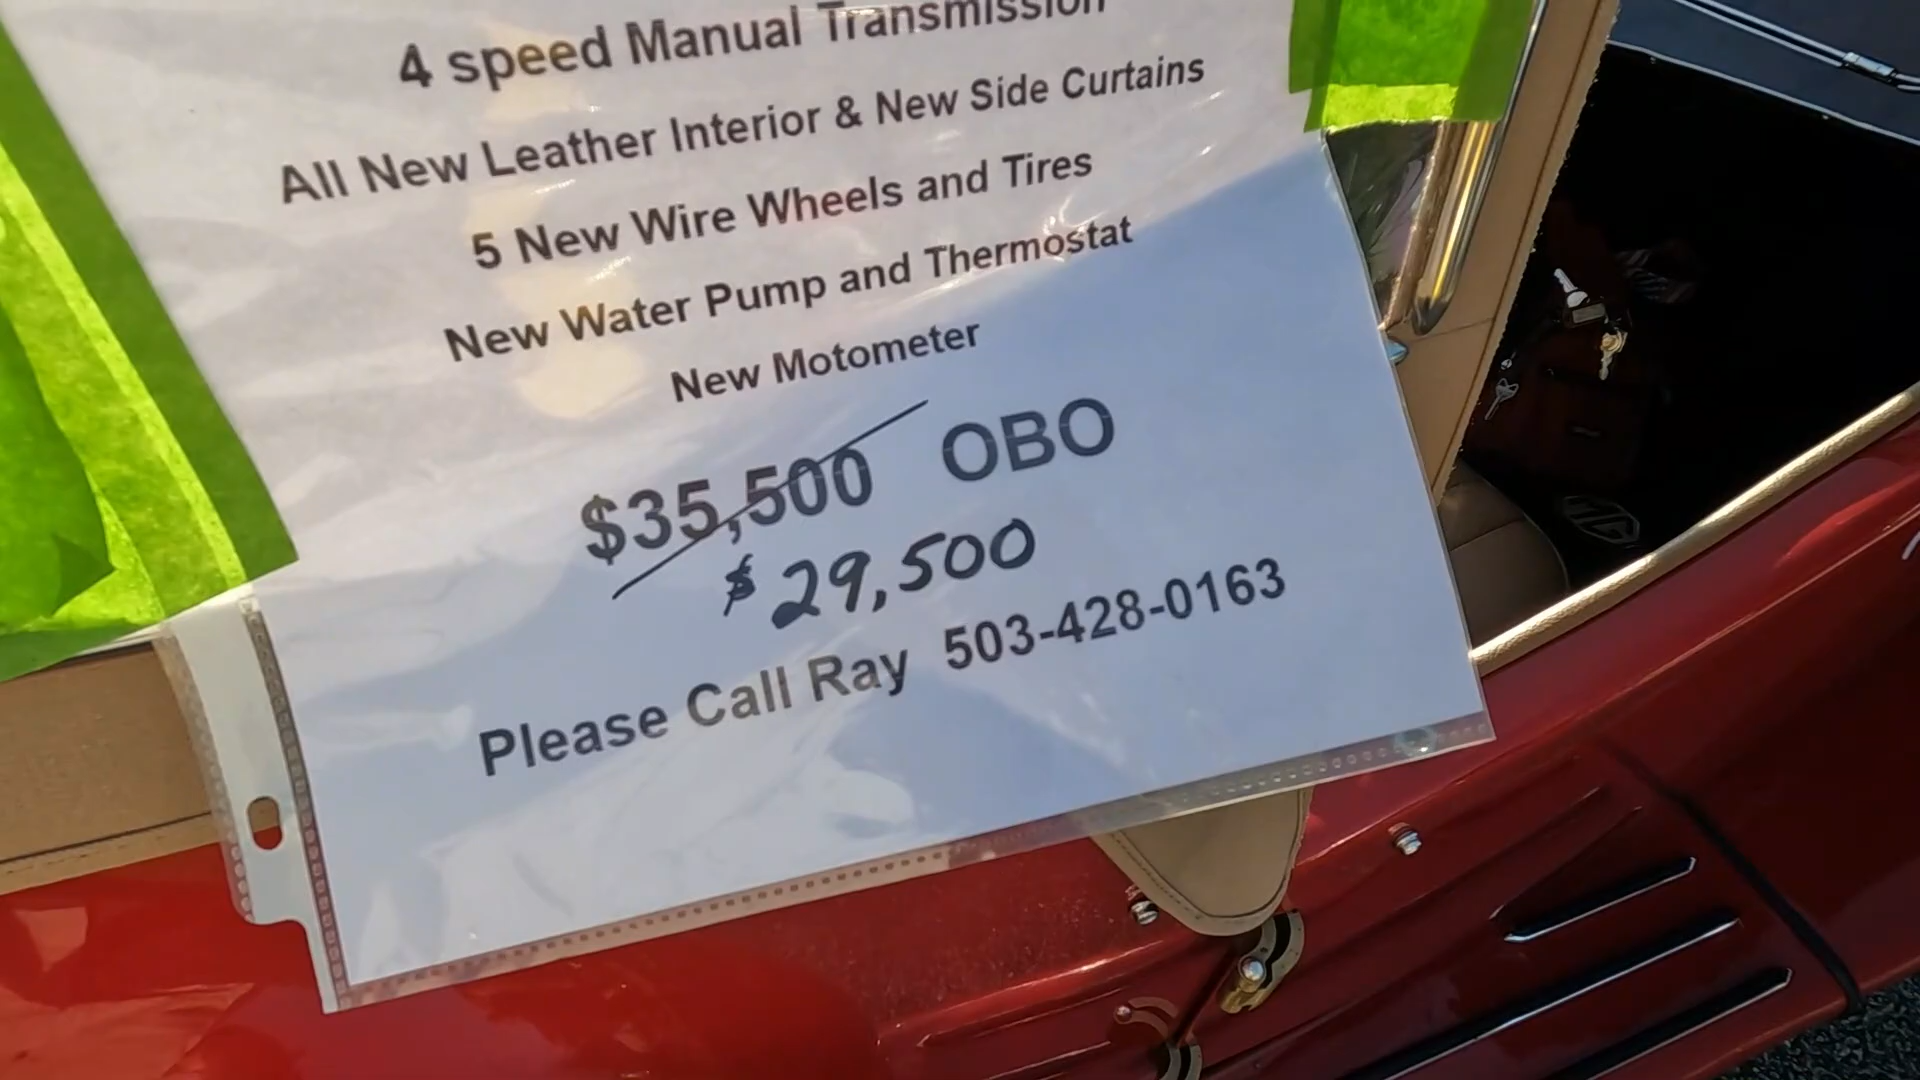 4 speed Manual Transmission
All New Leather Interior & New Side Curtains
5 New Wire Wheels and Tires
New Water Pump and Thermostat
New Motometer
$35,500 OBO
$29,500
Please Call Ray 503-428-0163
MG